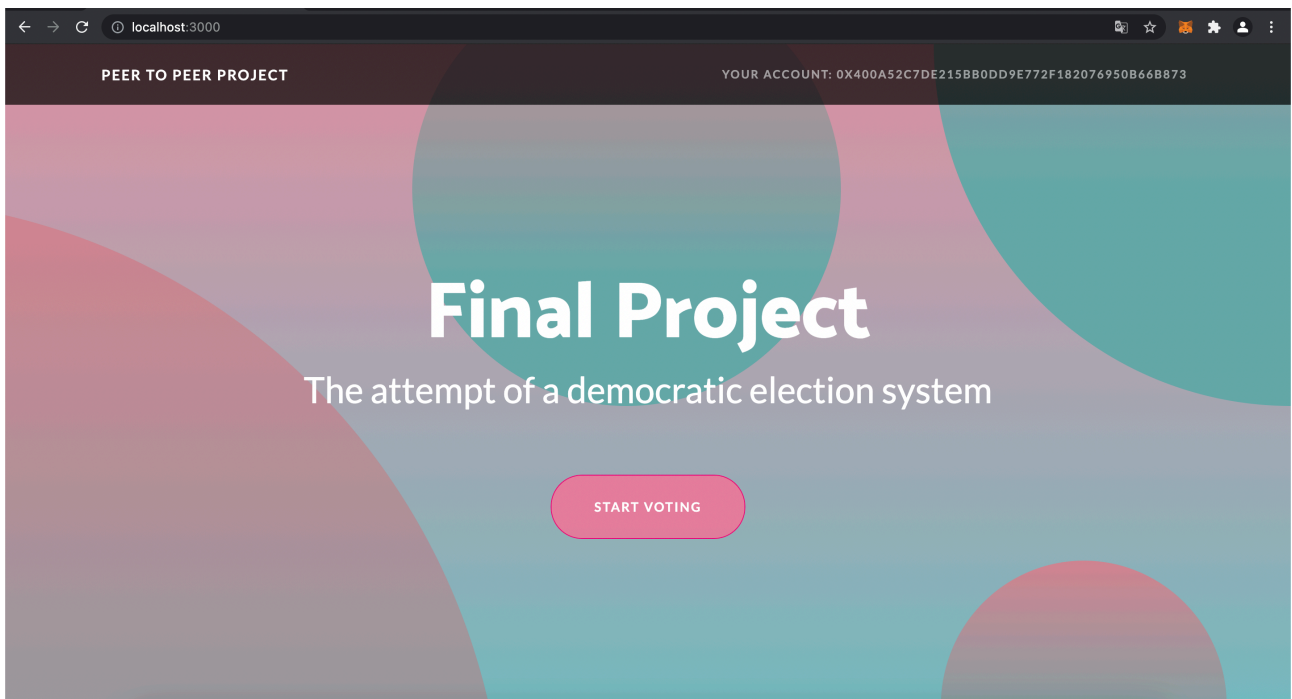 localhost:3000
PEER TO PEER PROJECT
YOUR ACCOUNT: 0X400A52C7DE215BB0DD9E772F182076950B66B873
Final Project
The attempt of a democratic election system
START VOTING